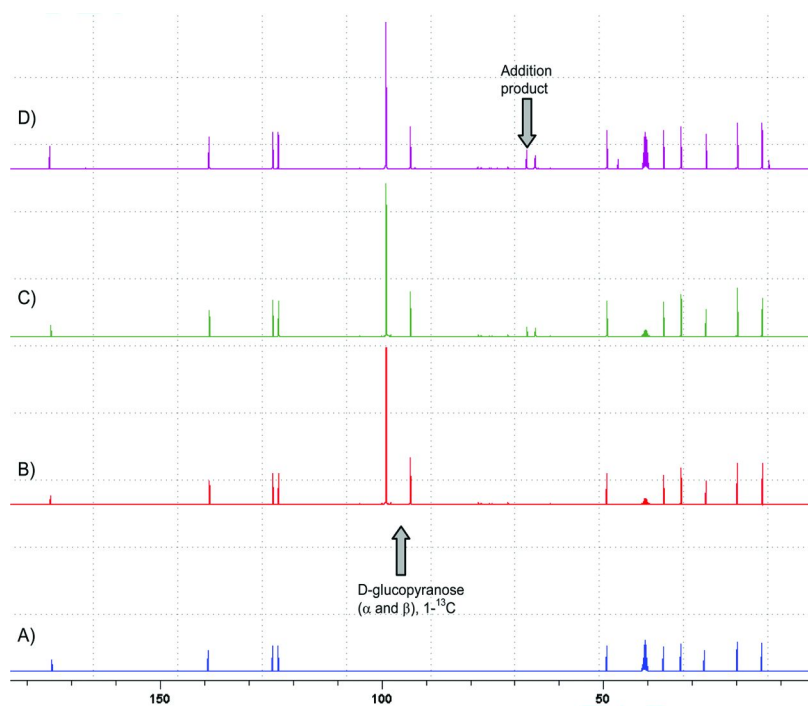 Addition
product
D)
C)
B)
D-glucopyranose
(α and β), 1-¹³C
A)
150 100 50